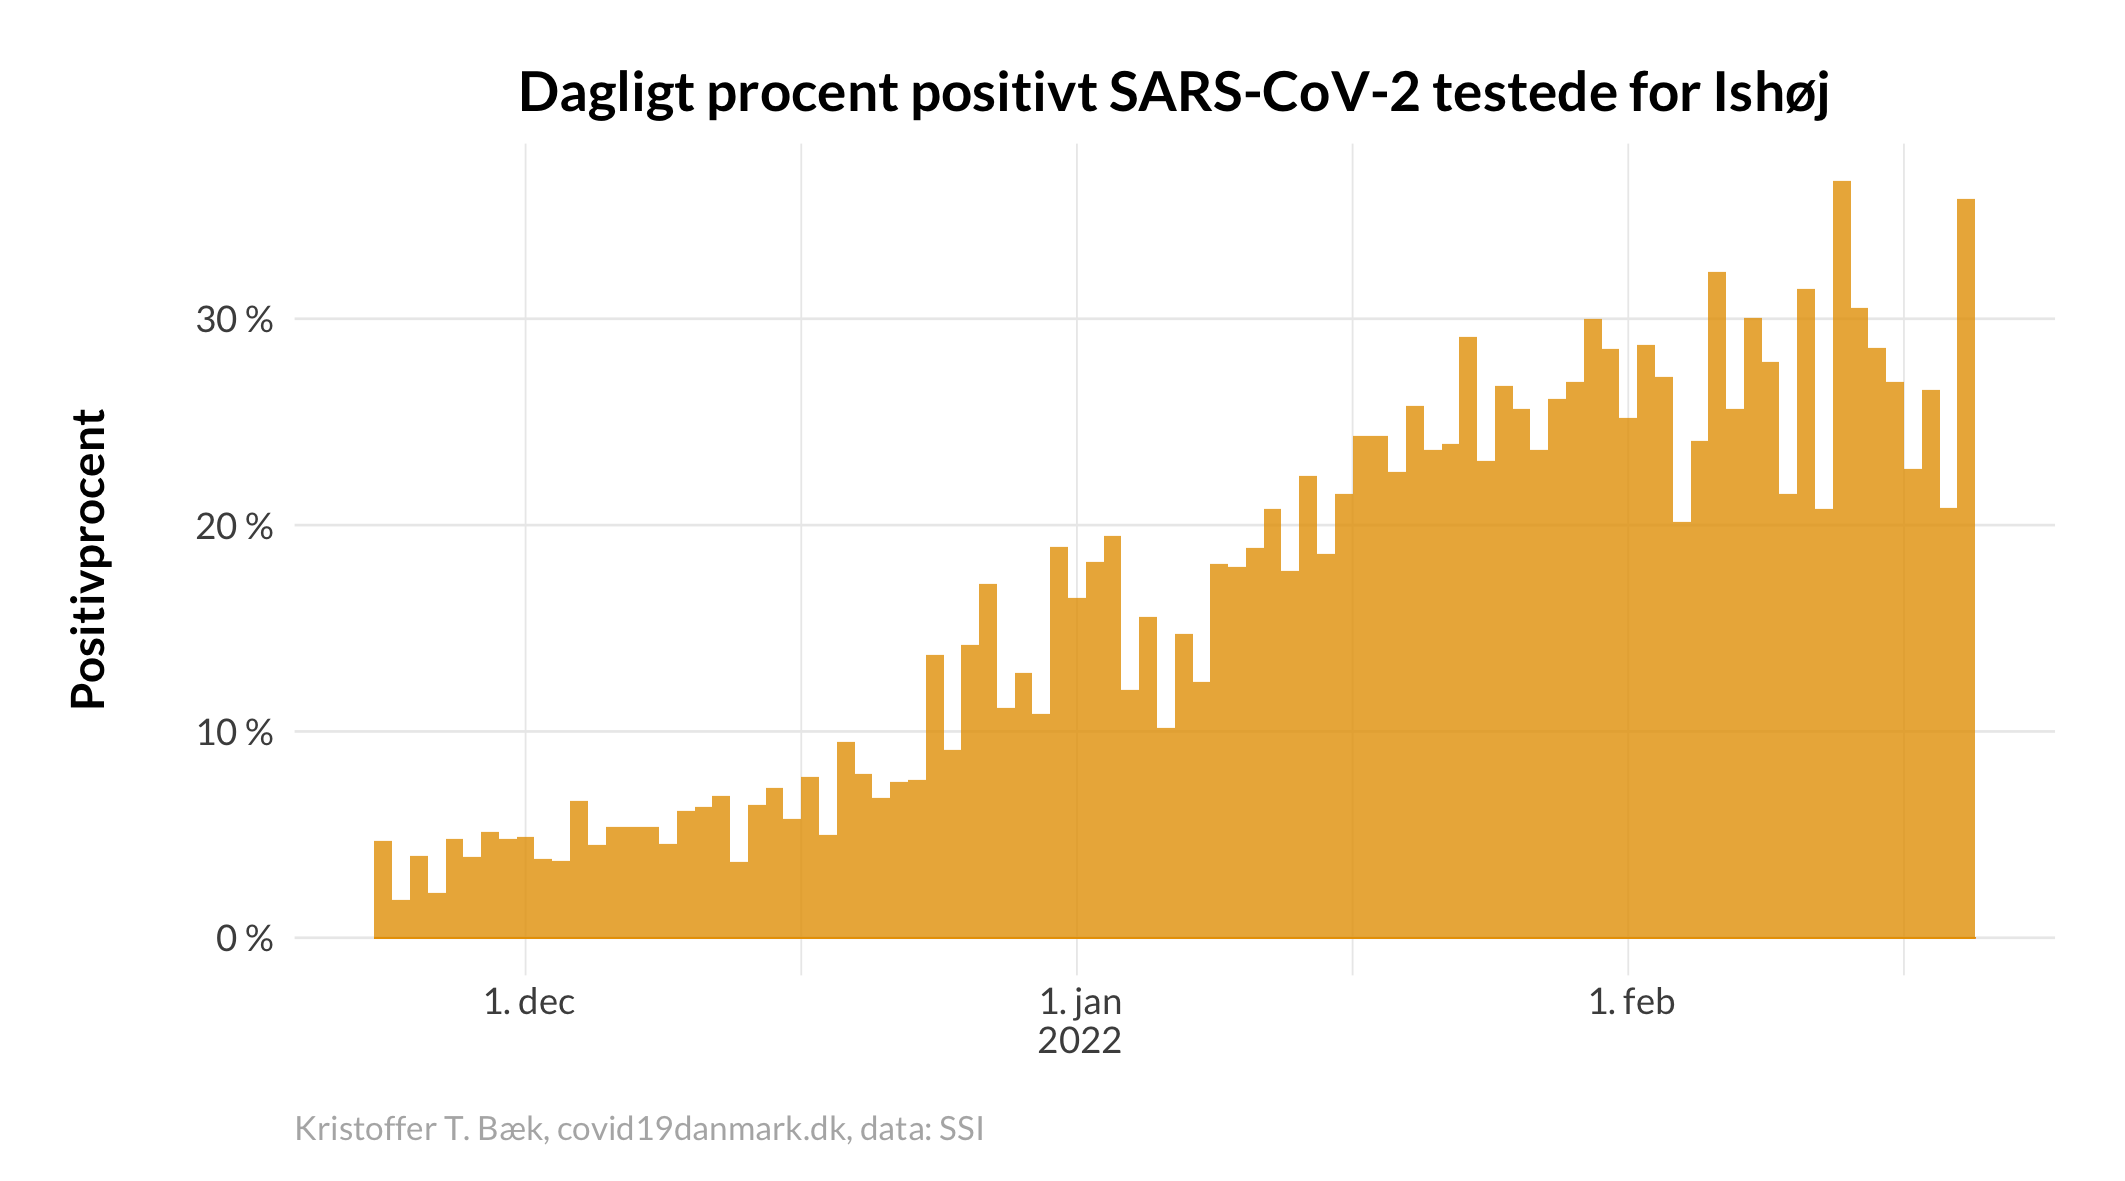 Dagligt procent positivt SARS-CoV-2 testede for Ishøj
Positivprocent
30 %
20 %
10 %
0 %
1. dec
1. jan
2022
1. feb
Kristoffer T. Bæk, covid19danmark.dk, data: SSI